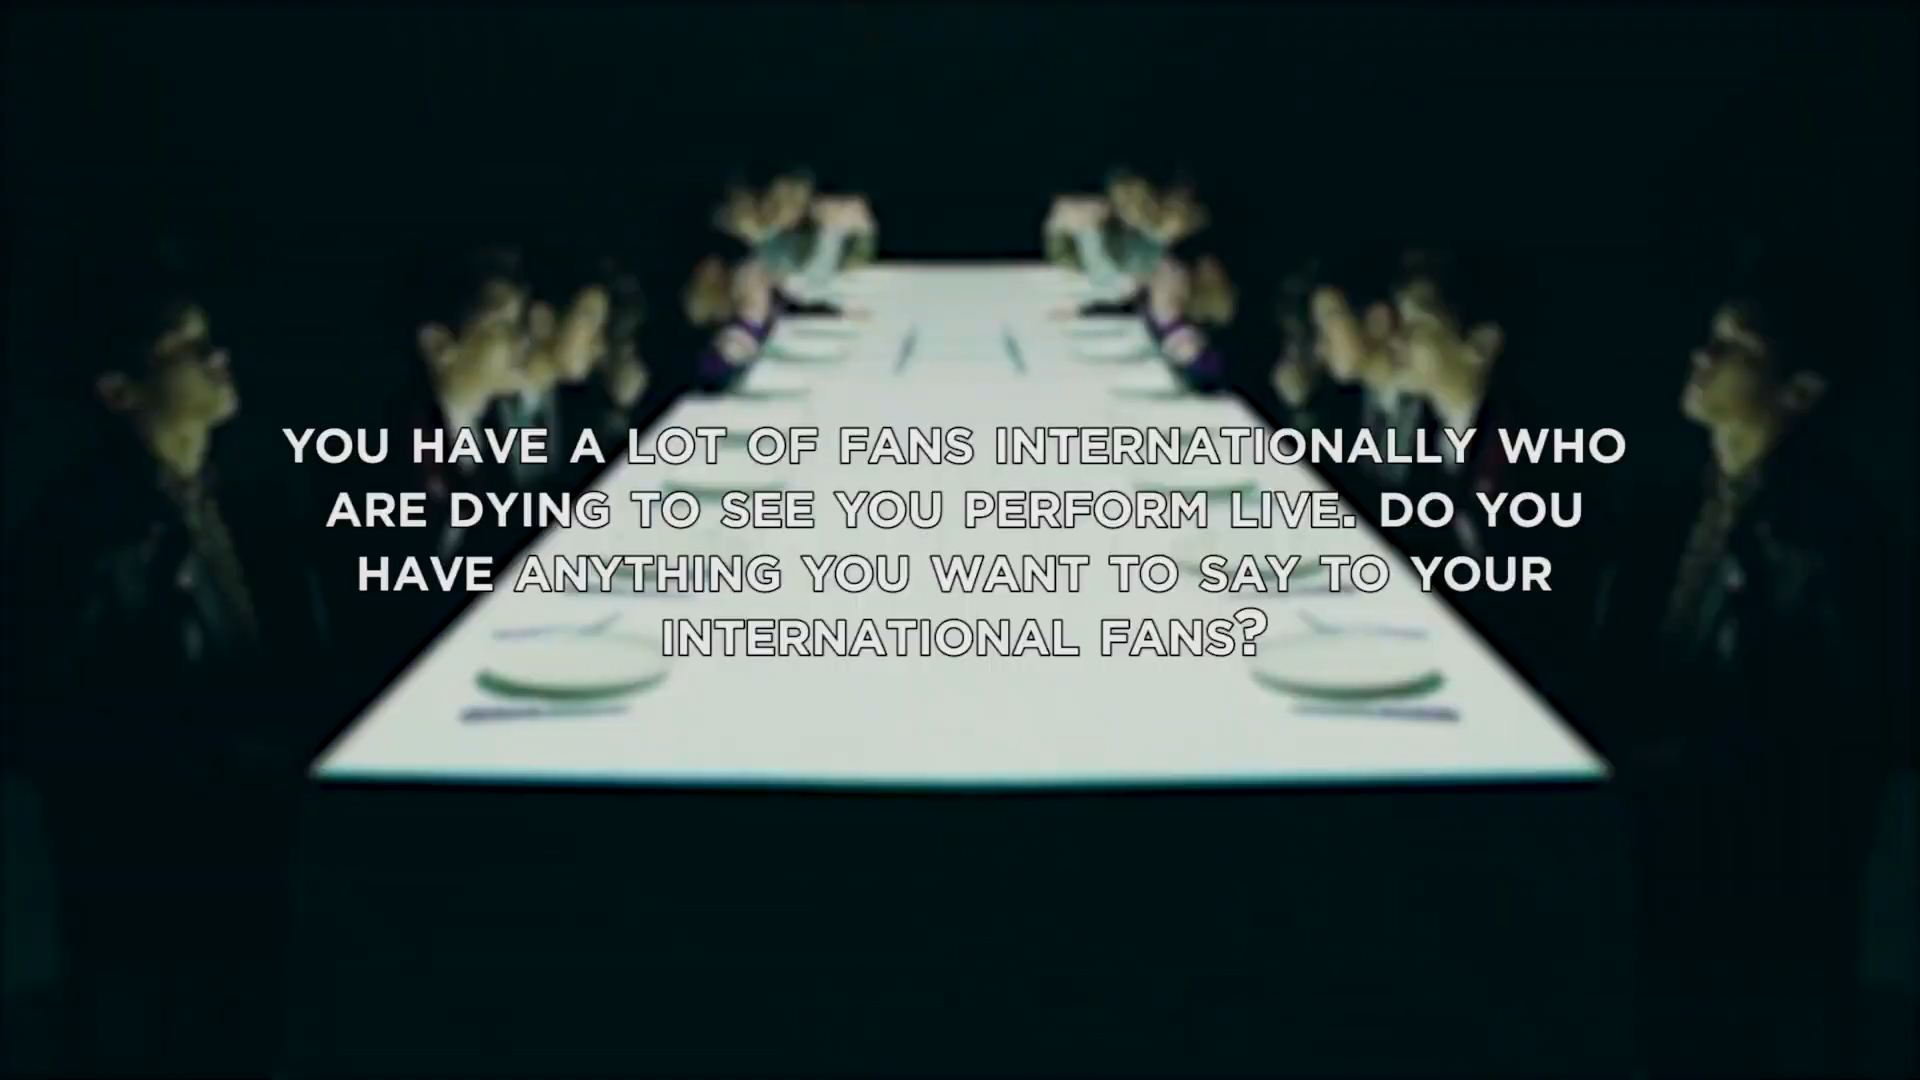 YOU HAVE A LOT OF FANS INTERNATIONALLY WHO
ARE DYING TO SEE YOU PERFORM LIVE. DO YOU
HAVE ANYTHING YOU WANT TO SAY TO YOUR
INTERNATIONAL FANS?